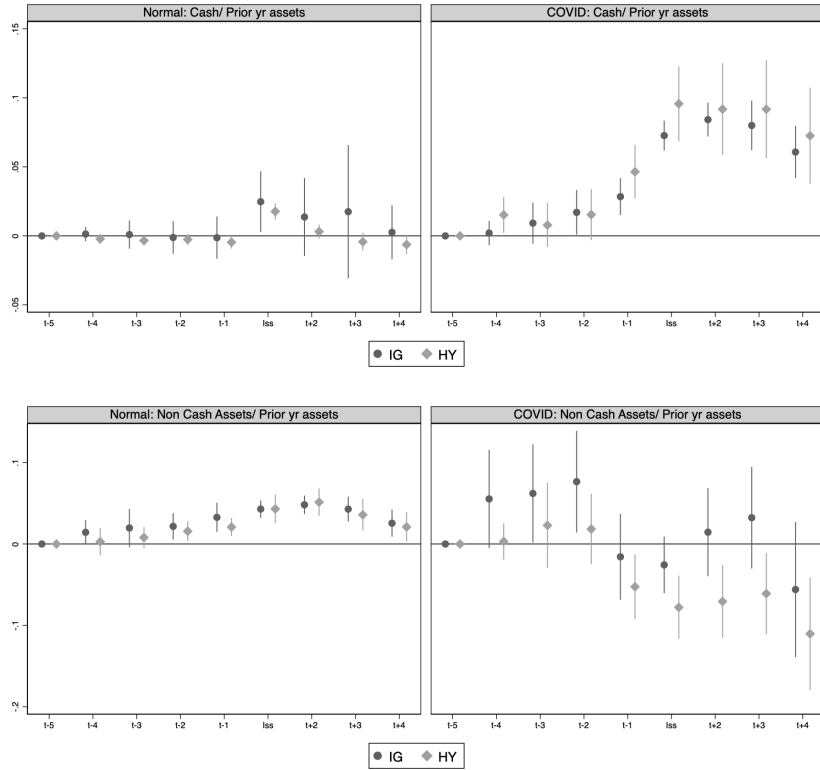 Normal: Cash/ Prior yr assets
COVID: Cash/ Prior yr assets
.15
.1
.05
0
-.05
t-5 t-4 t-3 t-2 t-1 Iss t+2 t+3 t+4
t-5 t-4 t-3 t-2 t-1 Iss t+2 t+3 t+4
IG HY
Normal: Non Cash Assets/ Prior yr assets
COVID: Non Cash Assets/ Prior yr assets
.1
0
-.1
-.2
t-5 t-4 t-3 t-2 t-1 Iss t+2 t+3 t+4
t-5 t-4 t-3 t-2 t-1 Iss t+2 t+3 t+4
IG HY